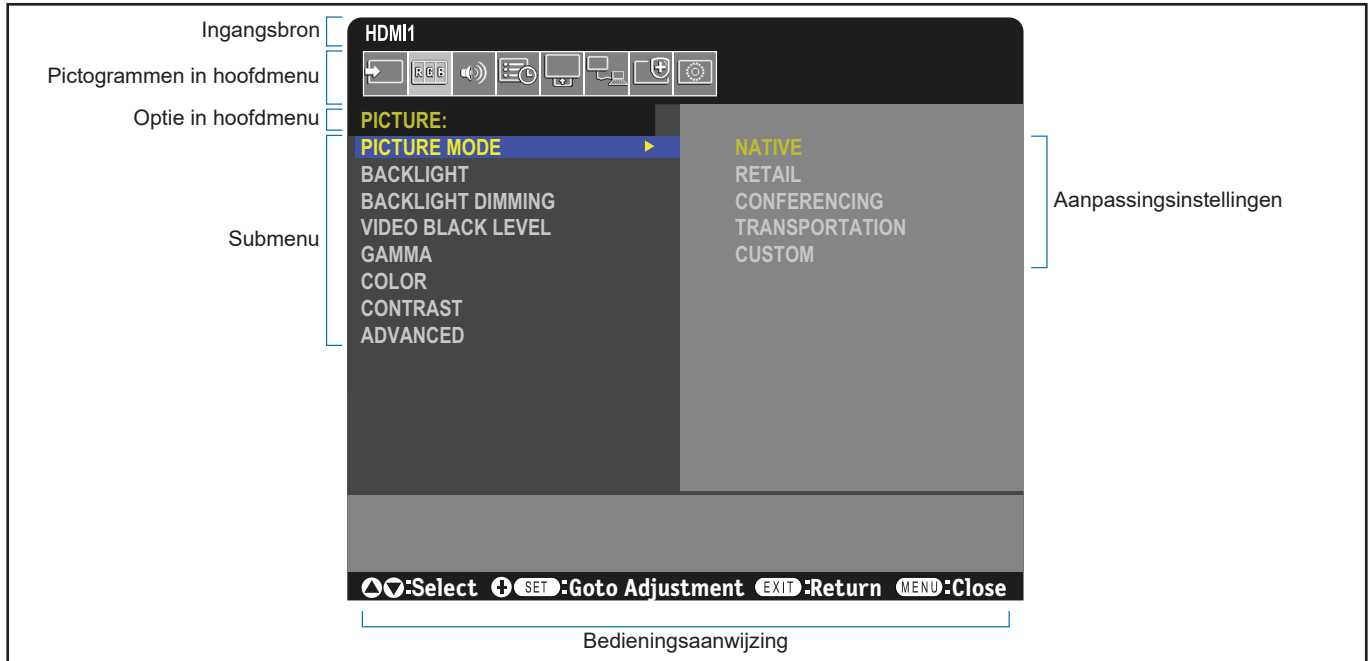 Ingangsbron
HDMI1
Pictogrammen in hoofdmenu
RGB
Optie in hoofdmenu
PICTURE:
Submenu
PICTURE MODE
BACKLIGHT
BACKLIGHT DIMMING
VIDEO BLACK LEVEL
GAMMA
COLOR
CONTRAST
ADVANCED
NATIVE
RETAIL
CONFERENCING
TRANSPORTATION
CUSTOM
Aanpassingsinstellingen
:Select SET:Goto Adjustment EXIT:Return MENU:Close
Bedieningsaanwijzing